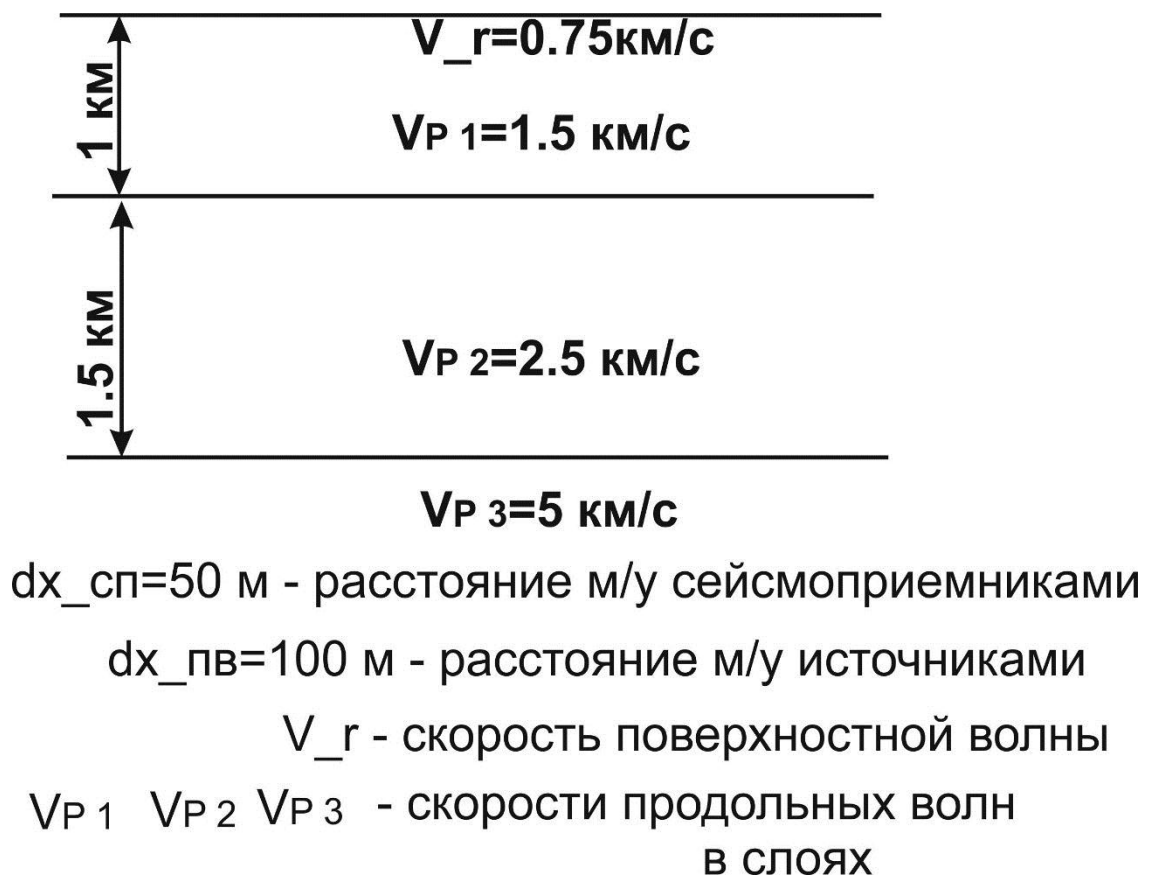 V_r=0.75км/с
1 км
VP 1=1.5 км/с
1.5 км
VP 2=2.5 км/с
VP 3=5 км/с
dx_сп=50 м - расстояние м/у сейсмоприемниками
dx_пв=100 м - расстояние м/у источниками
V_r - скорость поверхностной волны
VP 1 VP 2 VP 3 - скорости продольных волн
в слоях